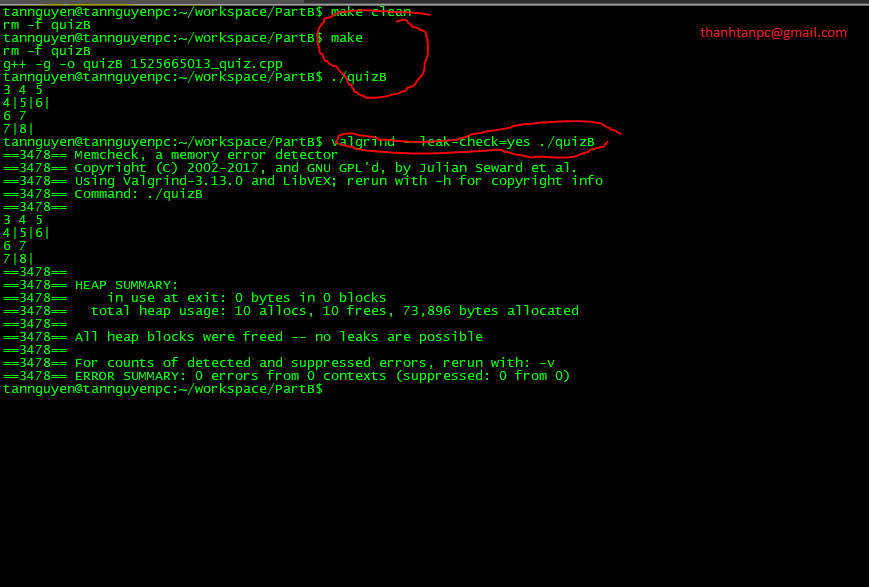 tannguyen@tannguyenpc:~/workspace/PartB$ make clean
rm -f quizB
tannguyen@tannguyenpc:~/workspace/PartB$ make
thanhtanpc@gmail.com
rm -f quizB
g++ -g -o quizB 1525665013_quiz.cpp
tannguyen@tannguyenpc:~/workspace/PartB$ ./quizB
3 4 5
4|5|6|
6 7
7|8|
tannguyen@tannguyenpc:~/workspace/PartB$ valgrind --leak-check=yes ./quizB
==3478== Memcheck, a memory error detector
==3478== Copyright (C) 2002-2017, and GNU GPL'd, by Julian Seward et al.
==3478== Using Valgrind-3.13.0 and LibVEX; rerun with -h for copyright info
==3478== Command: ./quizB
==3478==
3 4 5
4|5|6|
6 7
7|8|
==3478==
==3478== HEAP SUMMARY:
==3478==     in use at exit: 0 bytes in 0 blocks
==3478==   total heap usage: 10 allocs, 10 frees, 73,896 bytes allocated
==3478==
==3478== All heap blocks were freed -- no leaks are possible
==3478==
==3478== For counts of detected and suppressed errors, rerun with: -v
==3478== ERROR SUMMARY: 0 errors from 0 contexts (suppressed: 0 from 0)
tannguyen@tannguyenpc:~/workspace/PartB$